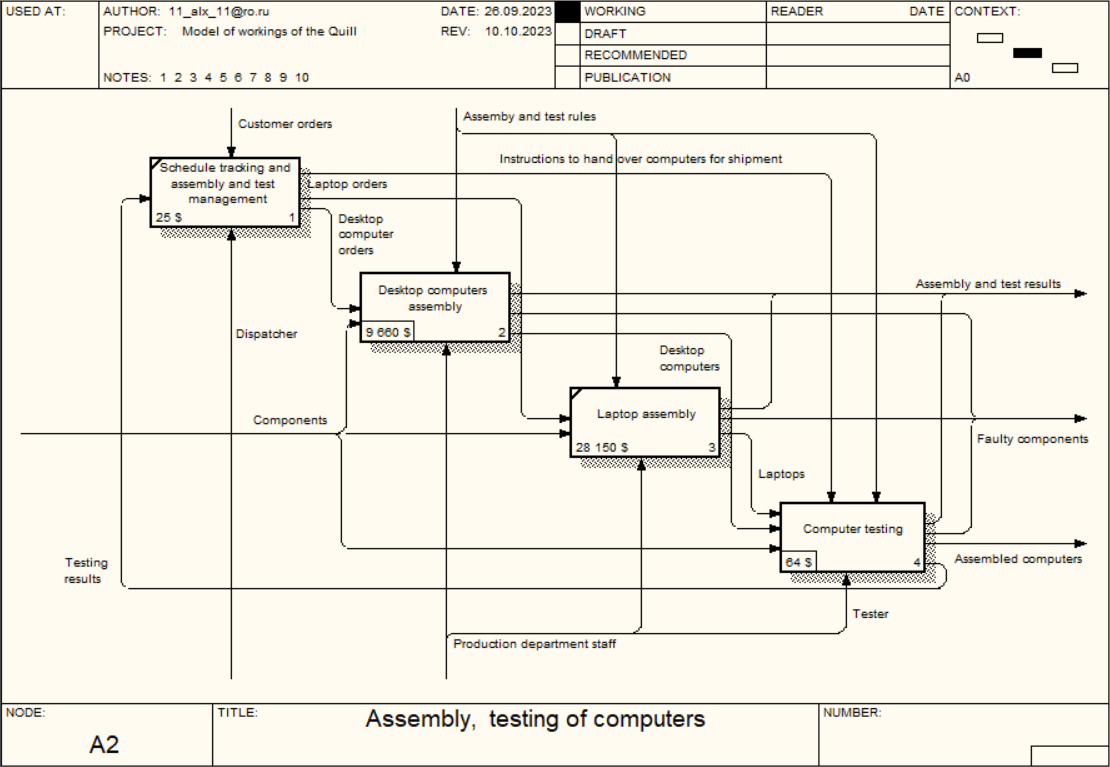 USED AT:
AUTHOR: 11_alx_11@ro.ru
DATE: 26.09.2023
WORKING
READER
DATE
CONTEXT:
PROJECT: Model of workings of the Quill
REV: 10.10.2023
DRAFT
RECOMMENDED
NOTES: 1 2 3 4 5 6 7 8 9 10
PUBLICATION
A0
Customer orders
Assemby and test rules
Instructions to hand over computers for shipment
Schedule tracking and
assembly and test
management
25 $
1
Laptop orders
Desktop
computer
orders
Desktop computers
assembly
9 660 $
2
Assembly and test results
Dispatcher
Desktop
computers
Components
Laptop assembly
28 150 $
3
Faulty components
Laptops
Computer testing
64 $
4
Assembled computers
Testing
results
Tester
Production department staff
NODE:
A2
TITLE:
Assembly, testing of computers
NUMBER: